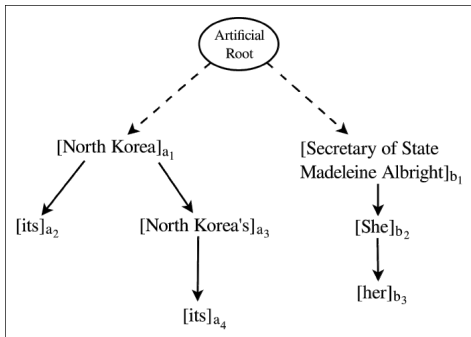 Artificial
Root
[North Korea]a1
[Secretary of State
Madeleine Albright]b1
[its]a2
[North Korea's]a3
[She]b2
[her]b3
[its]a4